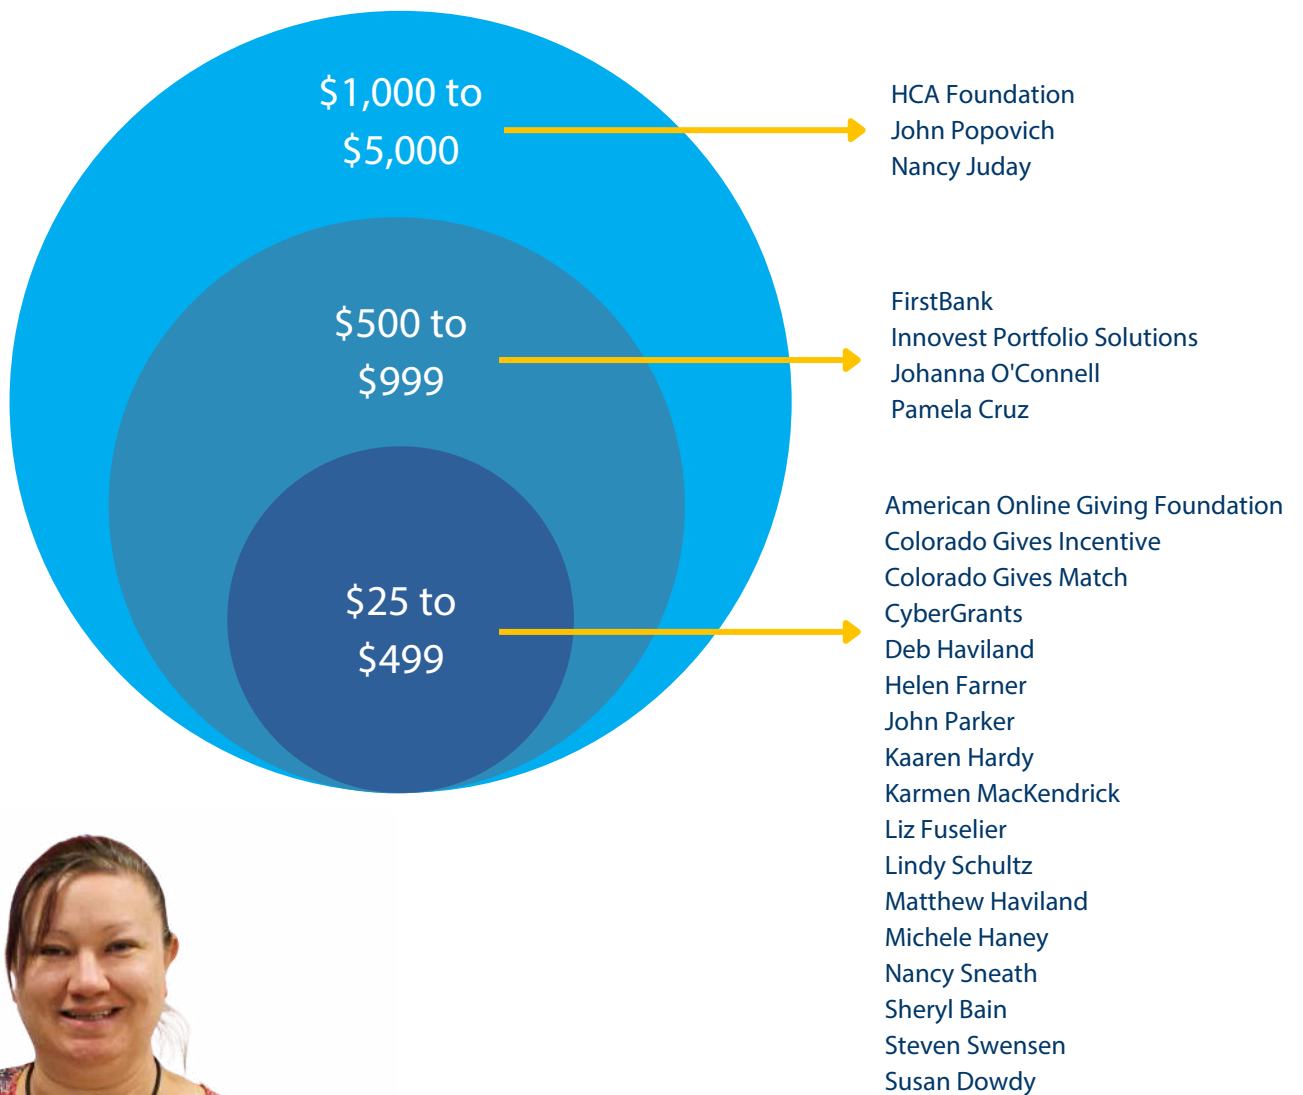 $1,000 to
$5,000
HCA Foundation
John Popovich
Nancy Juday
$500 to
$999
FirstBank
Innovest Portfolio Solutions
Johanna O'Connell
Pamela Cruz
$25 to
$499
American Online Giving Foundation
Colorado Gives Incentive
Colorado Gives Match
CyberGrants
Deb Haviland
Helen Farner
John Parker
Kaaren Hardy
Karmen MacKendrick
Liz Fuselier
Lindy Schultz
Matthew Haviland
Michele Haney
Nancy Sneath
Sheryl Bain
Steven Swensen
Susan Dowdy